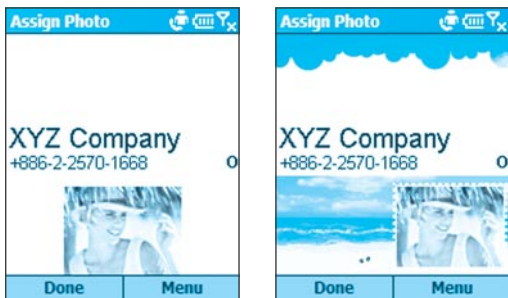 Assign Photo
XYZ Company
+886-2-2570-1668 o
Done Menu
Assign Photo
XYZ Company
+886-2-2570-1668 o
Done Menu